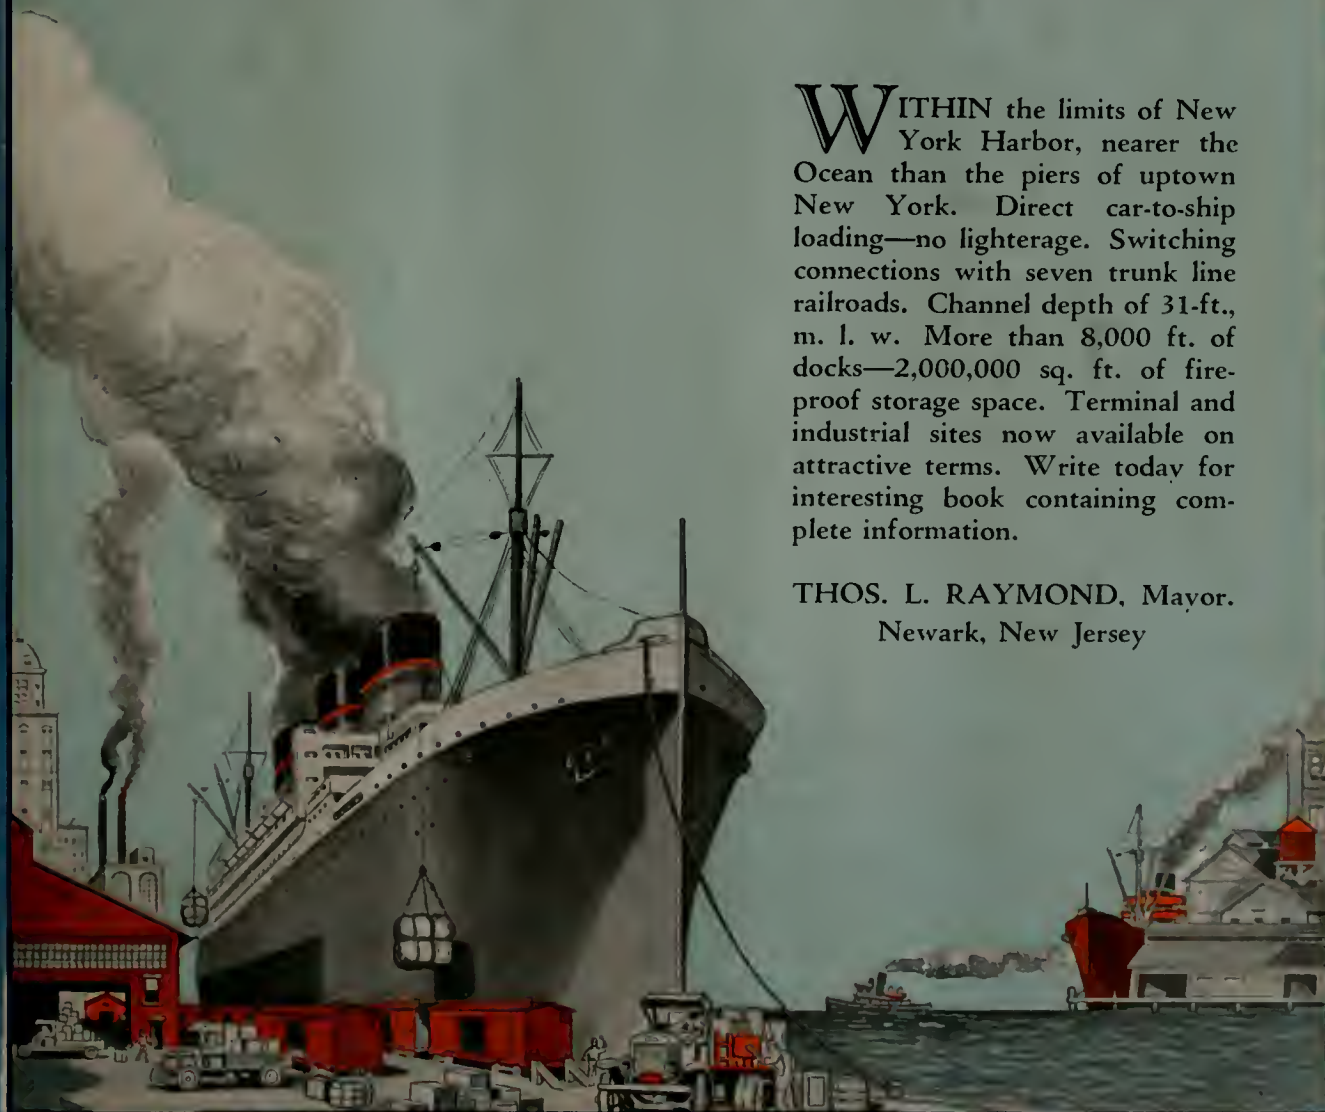 WITHIN the limits of New
York Harbor, nearer the
Ocean than the piers of uptown
New York. Direct car-to-ship
loading—no lighterage. Switching
connections with seven trunk line
railroads. Channel depth of 31-ft.,
m. l. w. More than 8,000 ft. of
docks—2,000,000 sq. ft. of fire-
proof storage space. Terminal and
industrial sites now available on
attractive terms. Write today for
interesting book containing com-
plete information.
THOS. L. RAYMOND, Mayor.
Newark, New Jersey